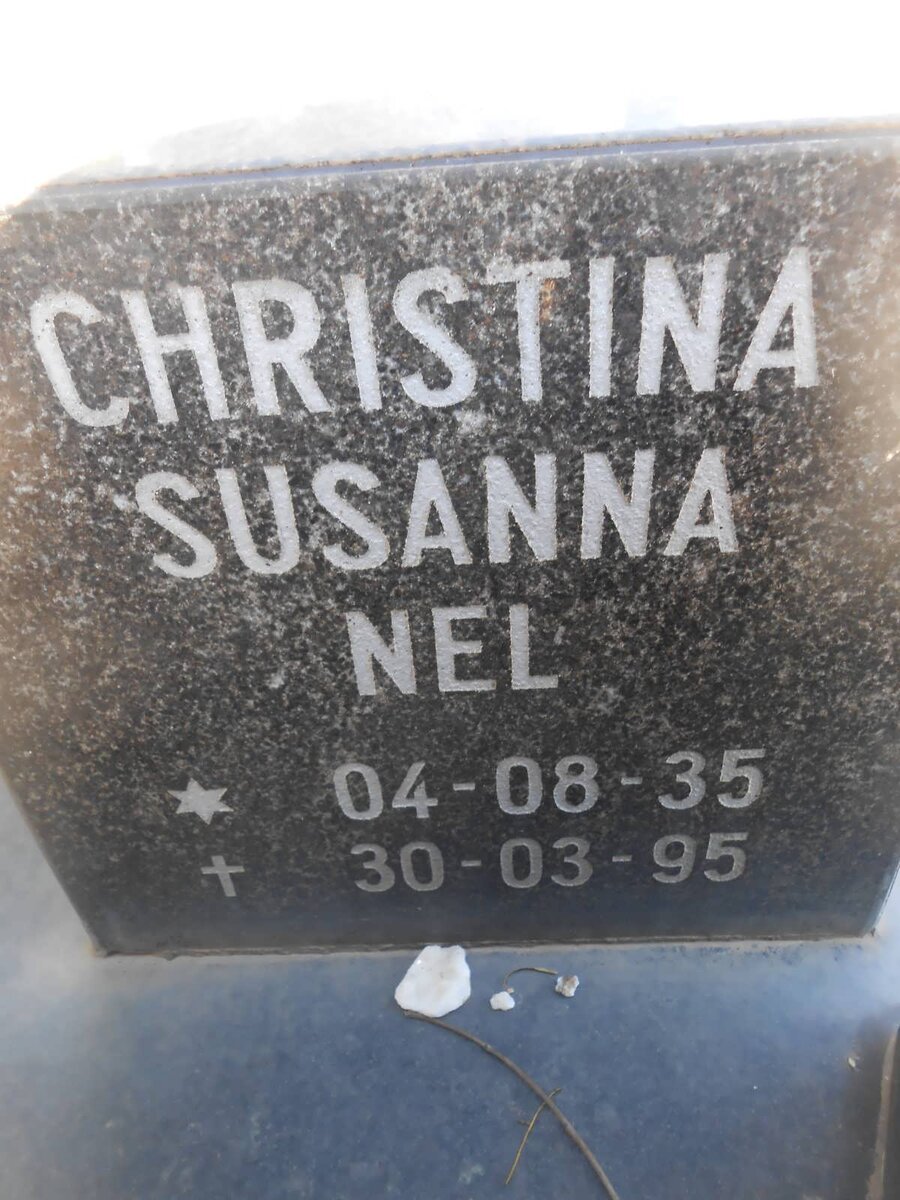 CHRISTINA
SUSANNA
NEL
✶ 04-08-35
✝ 30-03-95